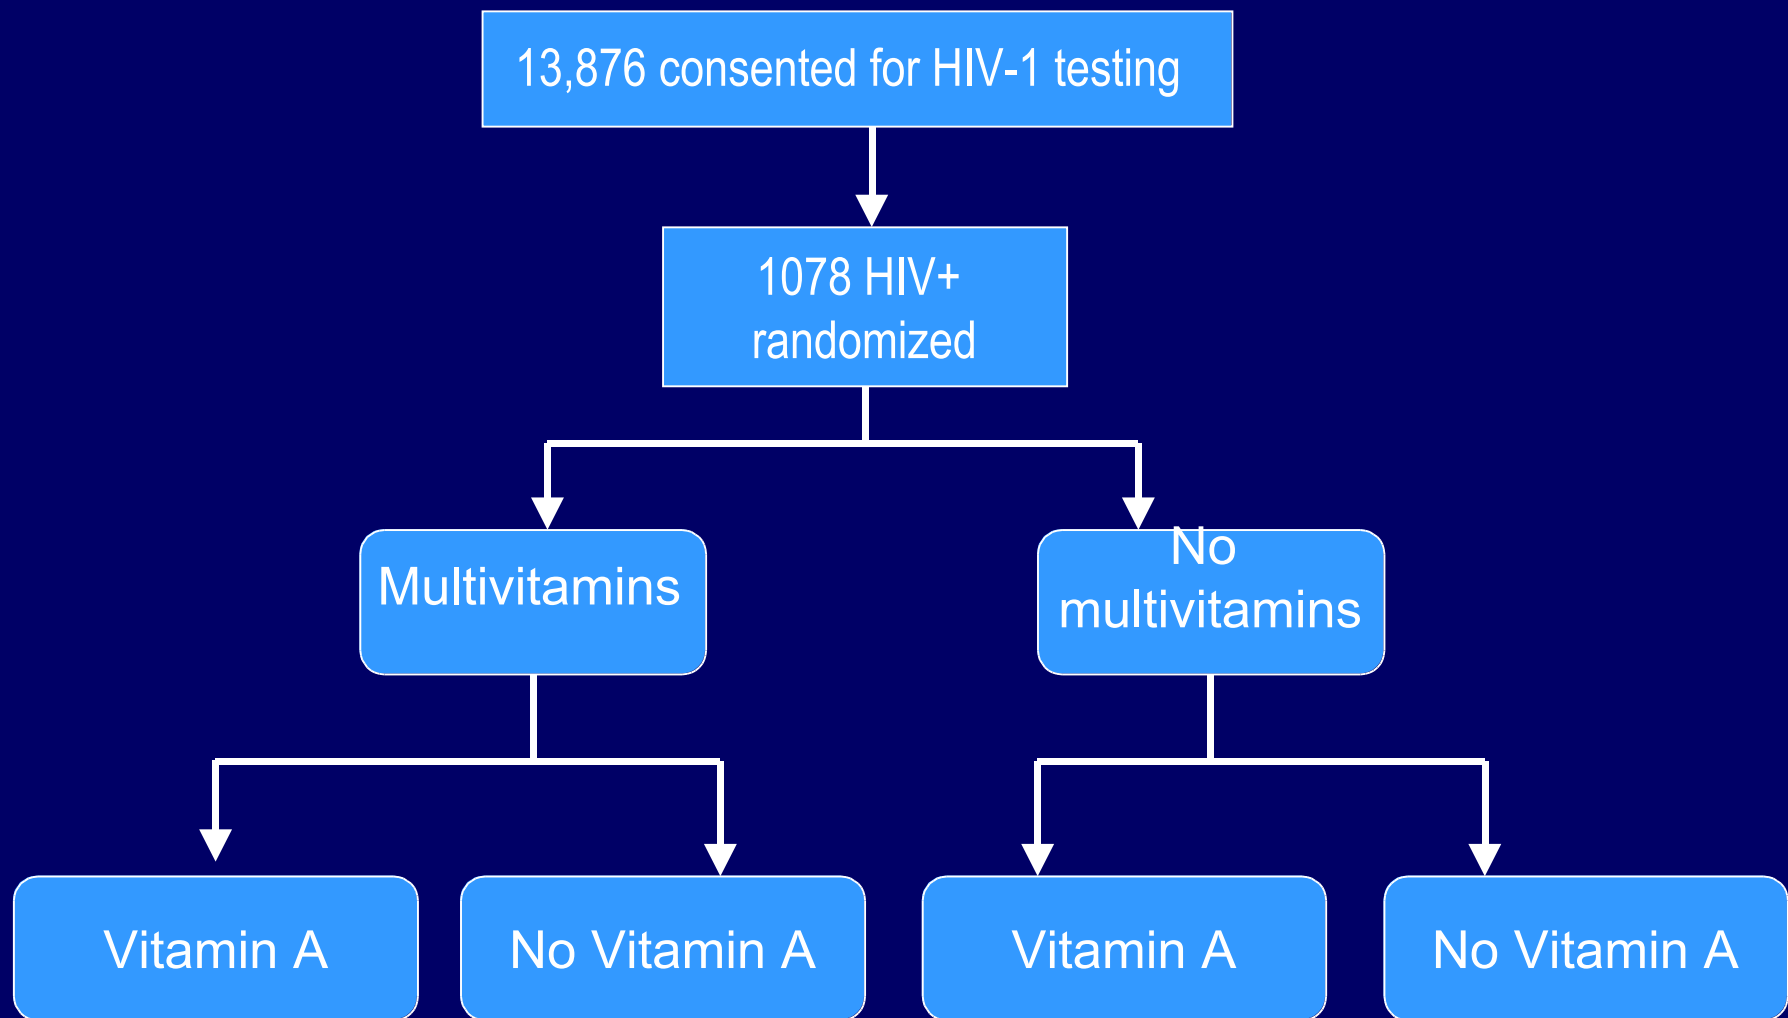 13,876 consented for HIV-1 testing
1078 HIV+
randomized
Multivitamins
No
multivitamins
Vitamin A
No Vitamin A
Vitamin A
No Vitamin A